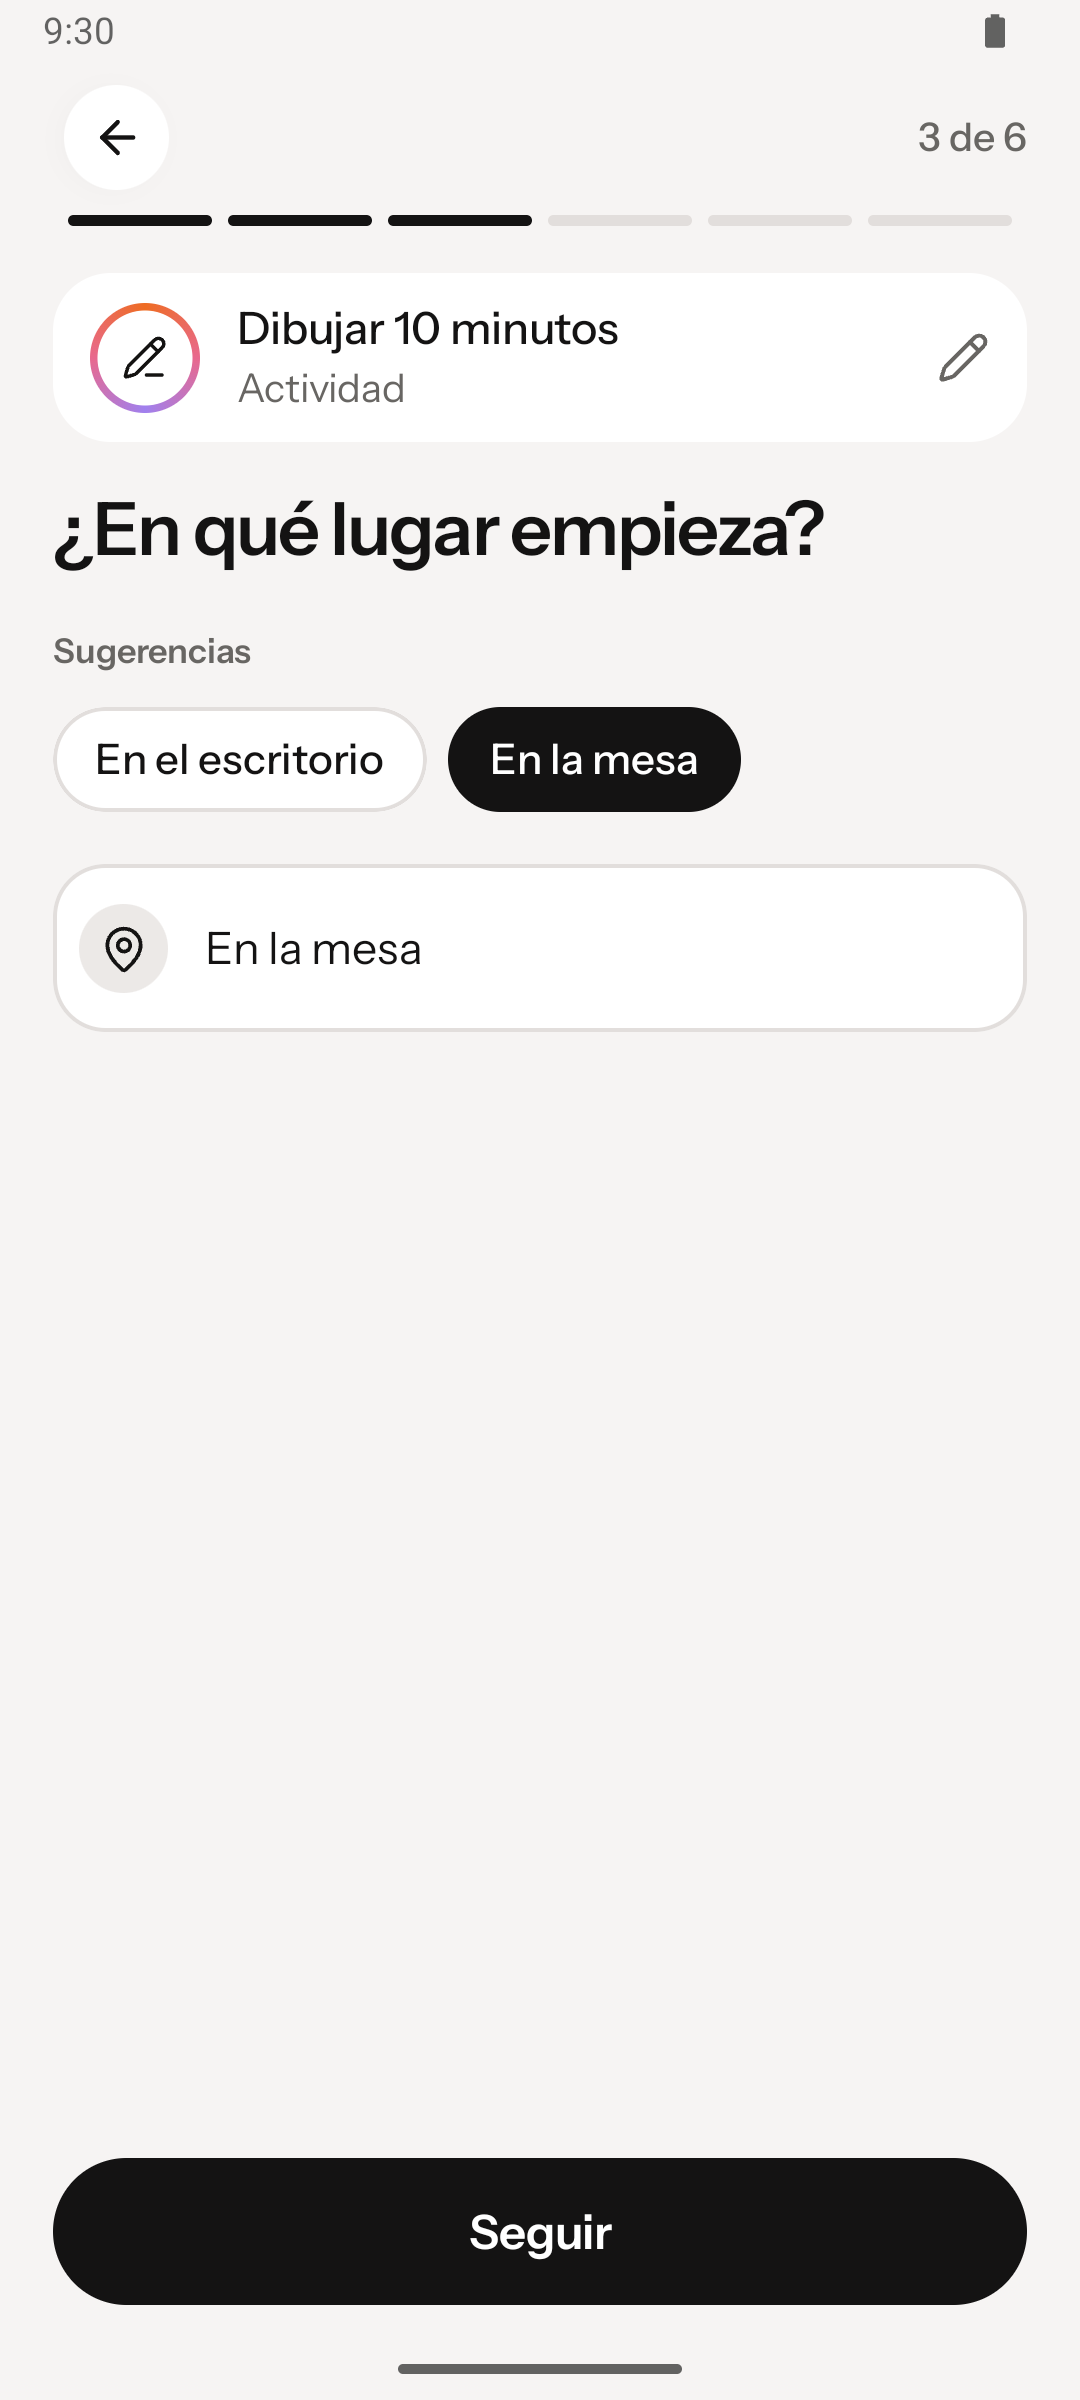 9:30
3 de 6
Dibujar 10 minutos
Actividad
¿En qué lugar empieza?
Sugerencias
En el escritorio
En la mesa
En la mesa
Seguir